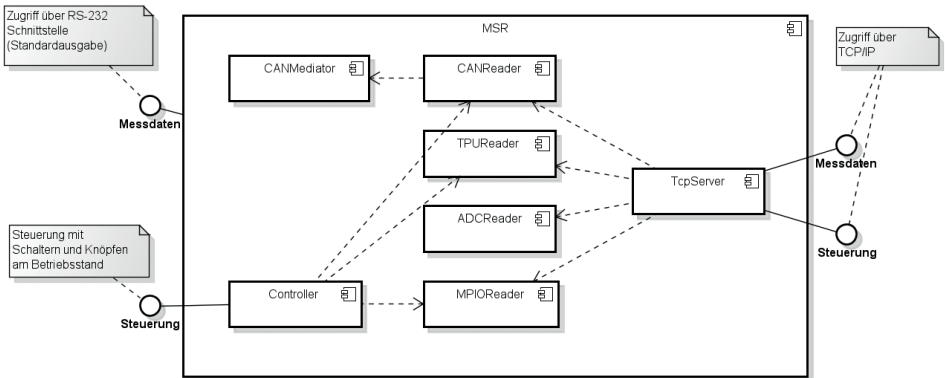 Zugriff über RS-232
Schnittstelle
(Standardausgabe)
MSR
Zugriff über
TCP/IP
CANMediator
CANReader
Messdaten
TPUReader
Messdaten
TcpServer
ADCReader
Steuerung mit
Schaltern und Knöpfen
am Betriebsstand
Steuerung
Controller
MPIOReader
Steuerung